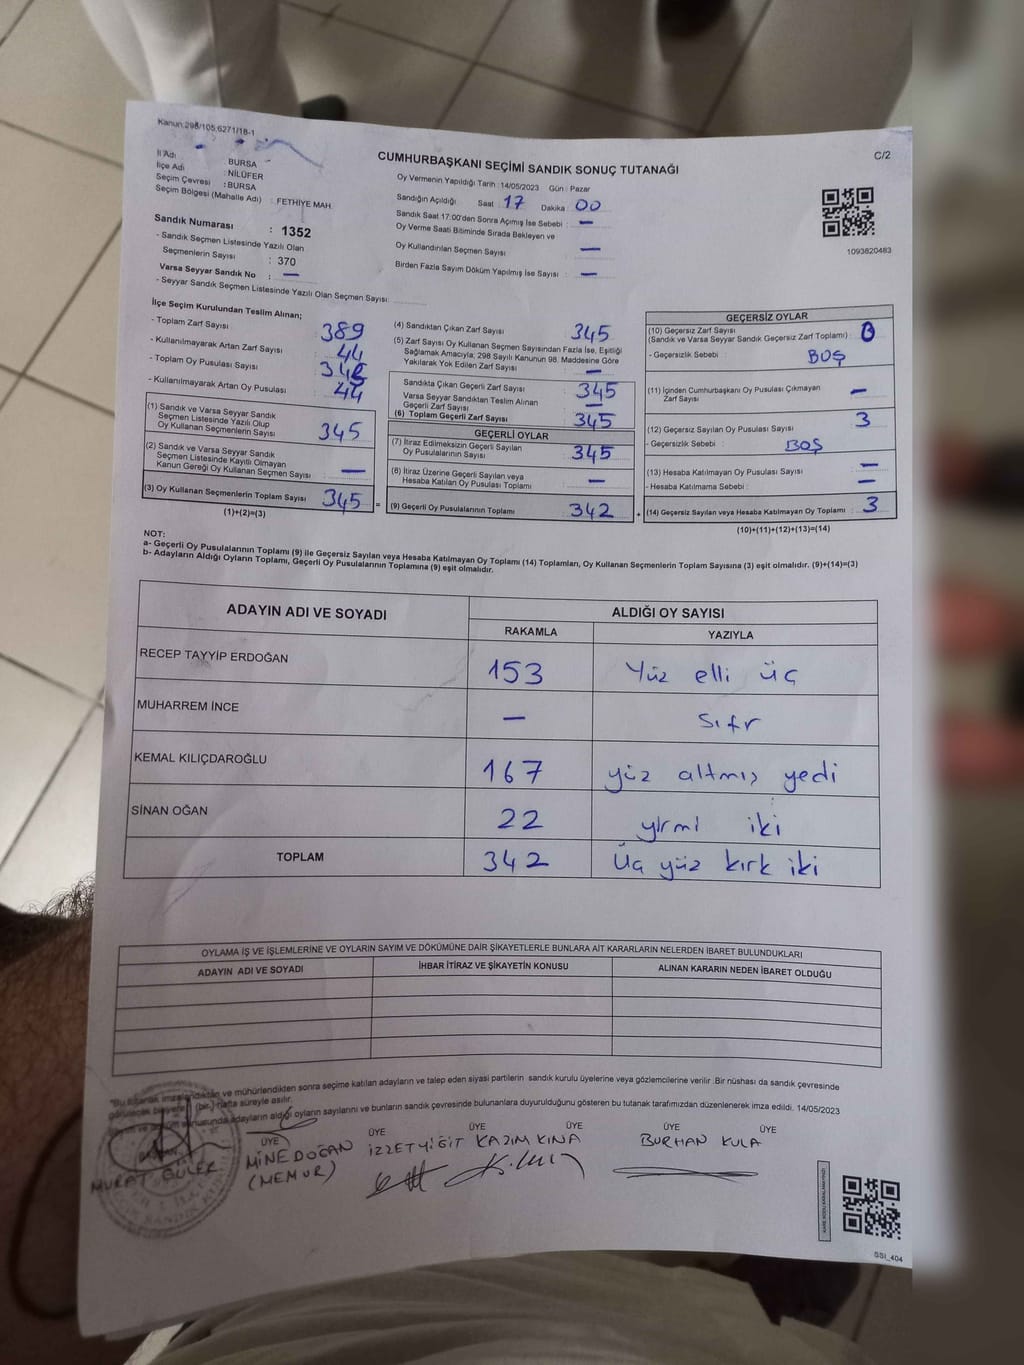 Kanun:298/105,6271/18-1
CUMHURBAŞKANI SEÇİMİ SANDIK SONUÇ TUTANAĞI
C/2
İl Adı : BURSA
İlçe Adı : NİLÜFER
Seçim Çevresi : BURSA
Seçim Bölgesi (Mahalle Adı) : FETHİYE MAH.
Sandık Numarası : 1352
- Sandık Seçmen Listesinde Yazılı Olan
Seçmenlerin Sayısı : 370
Varsa Seyyar Sandık No : —
- Seyyar Sandık Seçmen Listesinde Yazılı Olan Seçmen Sayısı:
Oy Vermenin Yapıldığı Tarih : 14/05/2023 Gün : Pazar
Sandığın Açıldığı Saat 17 Dakika : 00
Sandık Saat 17:00'den Sonra Açımış İse Sebebi : —
Oy Verme Saati Bitiminde Sırada Bekleyen ve
Oy Kullandırılan Seçmen Sayısı : —
Birden Fazla Sayım Döküm Yapılmış İse Sayısı : —
1093820483
İlçe Seçim Kurulundan Teslim Alınan;
- Toplam Zarf Sayısı : 389
- Kullanılmayarak Artan Zarf Sayısı : 44
- Toplam Oy Pusulası Sayısı
- Kullanılmayarak Artan Oy Pusulası : 44
(1) Sandık ve Varsa Seyyar Sandık
Seçmen Listesinde Yazılı Olup
Oy Kullanan Seçmenlerin Sayısı : 345
(2) Sandık ve Varsa Seyyar Sandık
Seçmen Listesinde Kayıtlı Olmayan
Kanun Gereği Oy Kullanan Seçmen Sayısı : —
(3) Oy Kullanan Seçmenlerin Toplam Sayısı : 345 =
(1)+(2)=(3)
(4) Sandıktan Çıkan Zarf Sayısı : 345
(5) Zarf Sayısı Oy Kullanan Seçmen Sayısından Fazla İse, Eşitliği
Sağlamak Amacıyla; 298 Sayılı Kanunun 98. Maddesine Göre
Yakılarak Yok Edilen Zarf Sayısı : —
Sandıkta Çıkan Geçerli Zarf Sayısı : 345
Varsa Seyyar Sandıktan Teslim Alınan
Geçerli Zarf Sayısı : —
(6) Toplam Geçerli Zarf Sayısı : 345
GEÇERLİ OYLAR
(7) İtiraz Edilmeksizin Geçerli Sayılan
Oy Pusulalarının Sayısı : 345
(8) İtiraz Üzerine Geçerli Sayılan veya
Hesaba Katılan Oy Pusulası Toplamı : —
(9) Geçerli Oy Pusulalarının Toplamı : 342 +
GEÇERSİZ OYLAR
(10) Geçersiz Zarf Sayısı
(Sandık ve Varsa Seyyar Sandık Geçersiz Zarf Toplamı) : 0
- Geçersizlik Sebebi : BOŞ
(11) İçinden Cumhurbaşkanı Oy Pusulası Çıkmayan
Zarf Sayısı : —
(12) Geçersiz Sayılan Oy Pusulası Sayısı : 3
- Geçersizlik Sebebi : BOŞ
(13) Hesaba Katılmayan Oy Pusulası Sayısı : —
- Hesaba Katılmama Sebebi : —
(14) Geçersiz Sayılan veya Hesaba Katılmayan Oy Toplamı : 3
(10)+(11)+(12)+(13)=(14)
NOT:
a- Geçerli Oy Pusulalarının Toplamı (9) ile Geçersiz Sayılan veya Hesaba Katılmayan Oy Toplamı (14) Toplamları, Oy Kullanan Seçmenlerin Toplam Sayısına (3) eşit olmalıdır. (9)+(14)=(3)
b- Adayların Aldığı Oyların Toplamı, Geçerli Oy Pusulalarının Toplamına (9) eşit olmalıdır.
ADAYIN ADI VE SOYADI ALDIĞI OY SAYISI
RAKAMLA YAZIYLA
RECEP TAYYİP ERDOĞAN 153 Yüz elli üç
MUHARREM İNCE — sıfır
KEMAL KILIÇDAROĞLU 167 yüz altmış yedi
SİNAN OĞAN 22 yirmi iki
TOPLAM 342 Üç yüz kırk iki
OYLAMA İŞ VE İŞLEMLERİNE VE OYLARIN SAYIM VE DÖKÜMÜNE DAİR ŞİKAYETLERLE BUNLARA AİT KARARLARIN NELERDEN İBARET BULUNDUKLARI
ADAYIN ADI VE SOYADI İHBAR İTİRAZ VE ŞİKAYETİN KONUSU ALINAN KARARIN NEDEN İBARET OLDUĞU
"Bu tutanak imzalandıktan ve mühürlendikten sonra seçime katılan adayların ve talep eden siyasi partilerin sandık kurulu üyelerine veya gözlemcilerine verilir. Bir nüshası da sandık çevresinde
görülecek bir yere (bir) hafta süreyle asılır.
adayların aldığı oyların sayılarını ve bunların sandık çevresinde bulunanlara duyurulduğunu gösteren bu tutanak tarafımızdan düzenlenerek imza edildi. 14/05/2023
ÜYE ÜYE ÜYE ÜYE ÜYE ÜYE
BAŞKAN
MURAT GÜLER
MİNE DOĞAN
(MEMUR)
İZZET YİĞİT
KAZIM KINA
BURHAN KULA
SSI_404